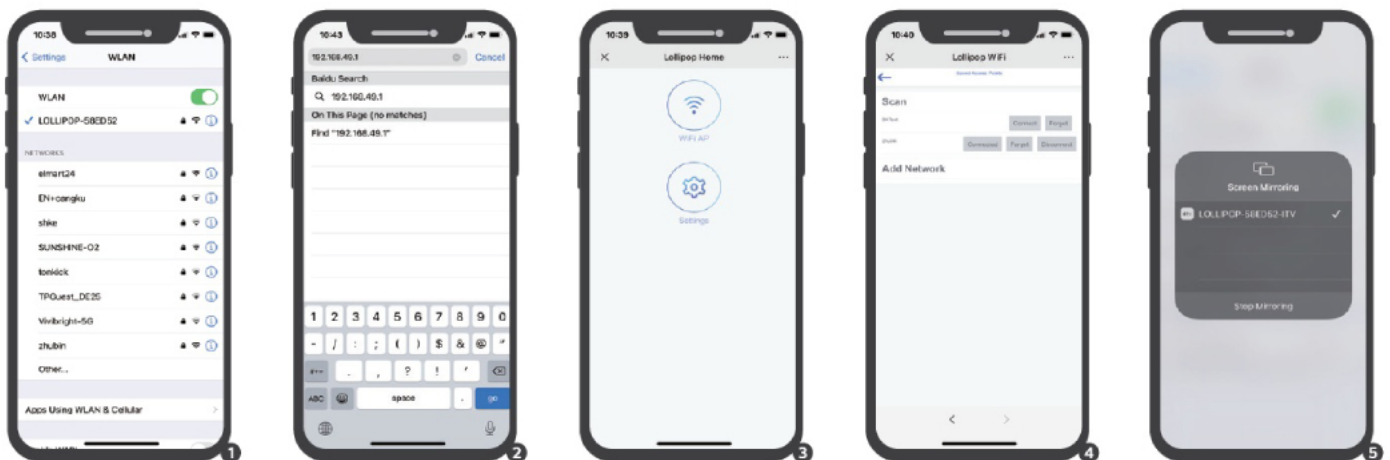 10:38
Settings
WLAN
WLAN
LOLLIPOP-58ED52
NETWORKS
elmart24
EN+cangku
shke
SUNSHINE-02
tonkick
TPGuest_DE25
Vivibright-5G
zhubin
Other...
Apps Using WLAN & Cellular
1
10:43
192.168.49.1
Cancel
Baidu Search
192.168.49.1
On This Page (no matches)
Find "192.168.49.1"
1 2 3 4 5 6 7 8 9 0
- / : ; ( ) $ & @ "
#+= . , ? ! '
ABC space . go
2
10:39
Lollipop Home
WiFi AP
Settings
3
10:40
Lollipop WiFi
Scan
Connect Forget
Connected Forget Disconnect
Add Network
4
Screen Mirroring
LOLLIPOP-58ED52-ITV
Stop Mirroring
5